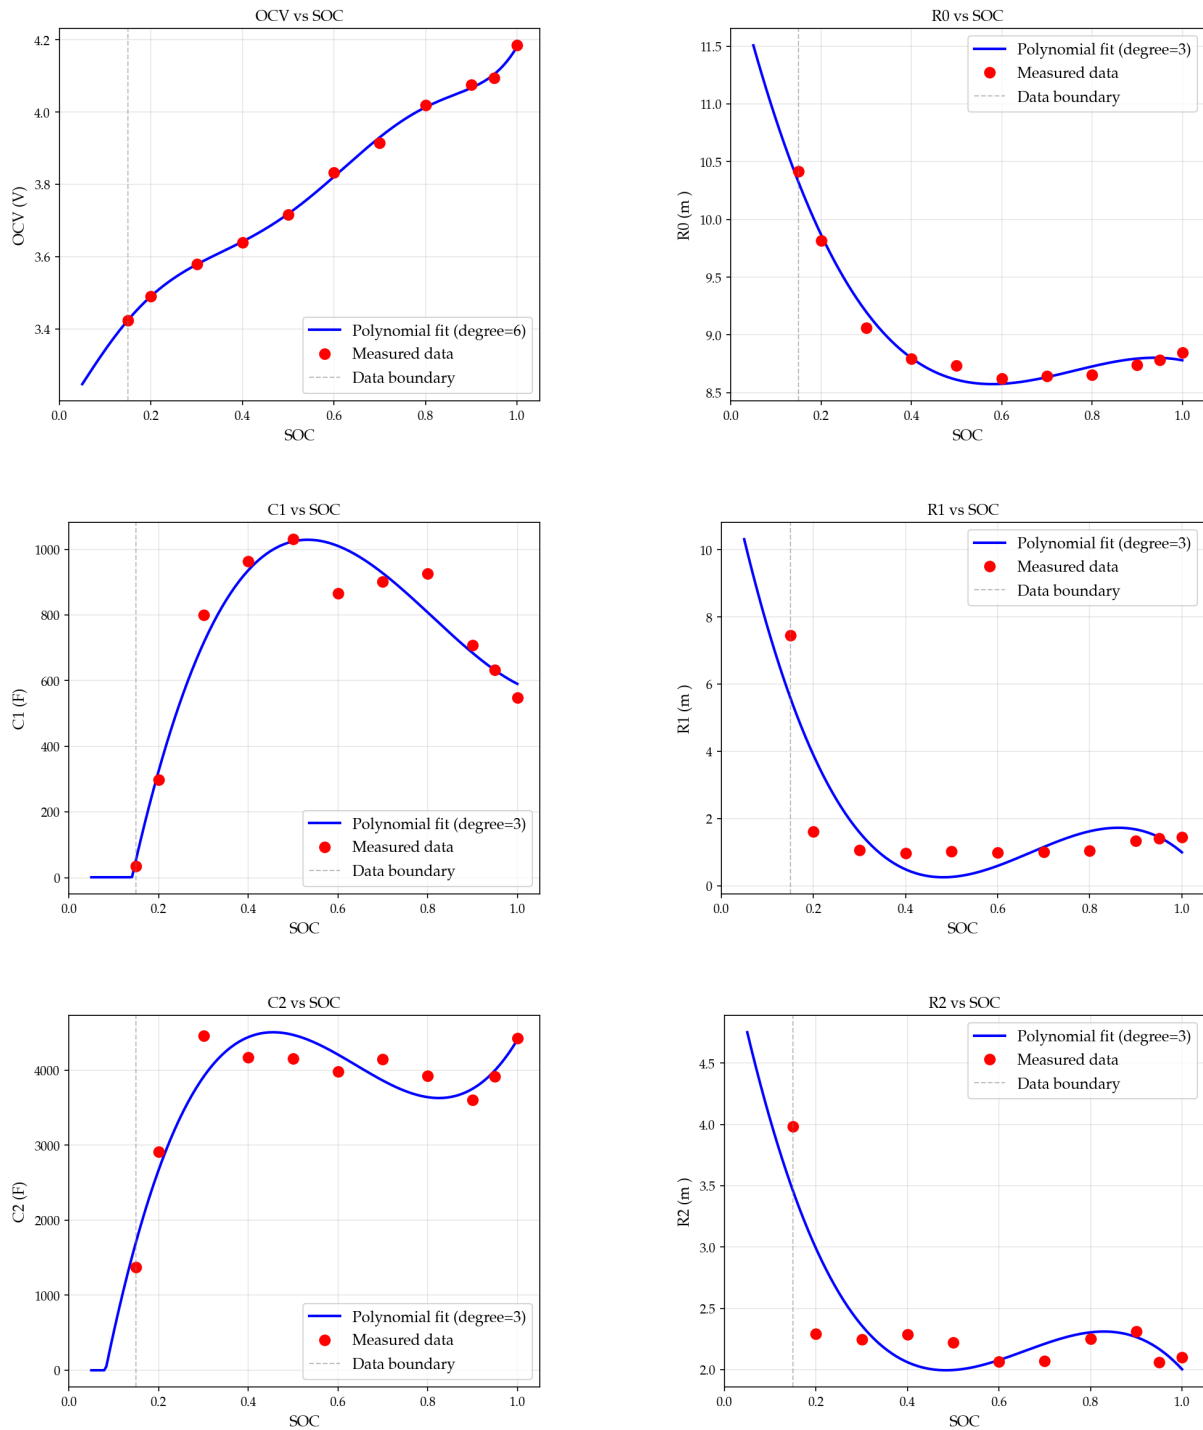 OCV vs SOC
OCV (V)
4.2
4.0
3.8
3.6
3.4
0.0
0.2
0.4
0.6
0.8
1.0
SOC
Polynomial fit (degree=6)
Measured data
Data boundary
R0 vs SOC
R0 (m )
11.5
11.0
10.5
10.0
9.5
9.0
8.5
0.0
0.2
0.4
0.6
0.8
1.0
SOC
Polynomial fit (degree=3)
Measured data
Data boundary
C1 vs SOC
C1 (F)
1000
800
600
400
200
0
0.0
0.2
0.4
0.6
0.8
1.0
SOC
Polynomial fit (degree=3)
Measured data
Data boundary
R1 vs SOC
R1 (m )
10
8
6
4
2
0
0.0
0.2
0.4
0.6
0.8
1.0
SOC
Polynomial fit (degree=3)
Measured data
Data boundary
C2 vs SOC
C2 (F)
4000
3000
2000
1000
0
0.0
0.2
0.4
0.6
0.8
1.0
SOC
Polynomial fit (degree=3)
Measured data
Data boundary
R2 vs SOC
R2 (m )
4.5
4.0
3.5
3.0
2.5
2.0
0.0
0.2
0.4
0.6
0.8
1.0
SOC
Polynomial fit (degree=3)
Measured data
Data boundary